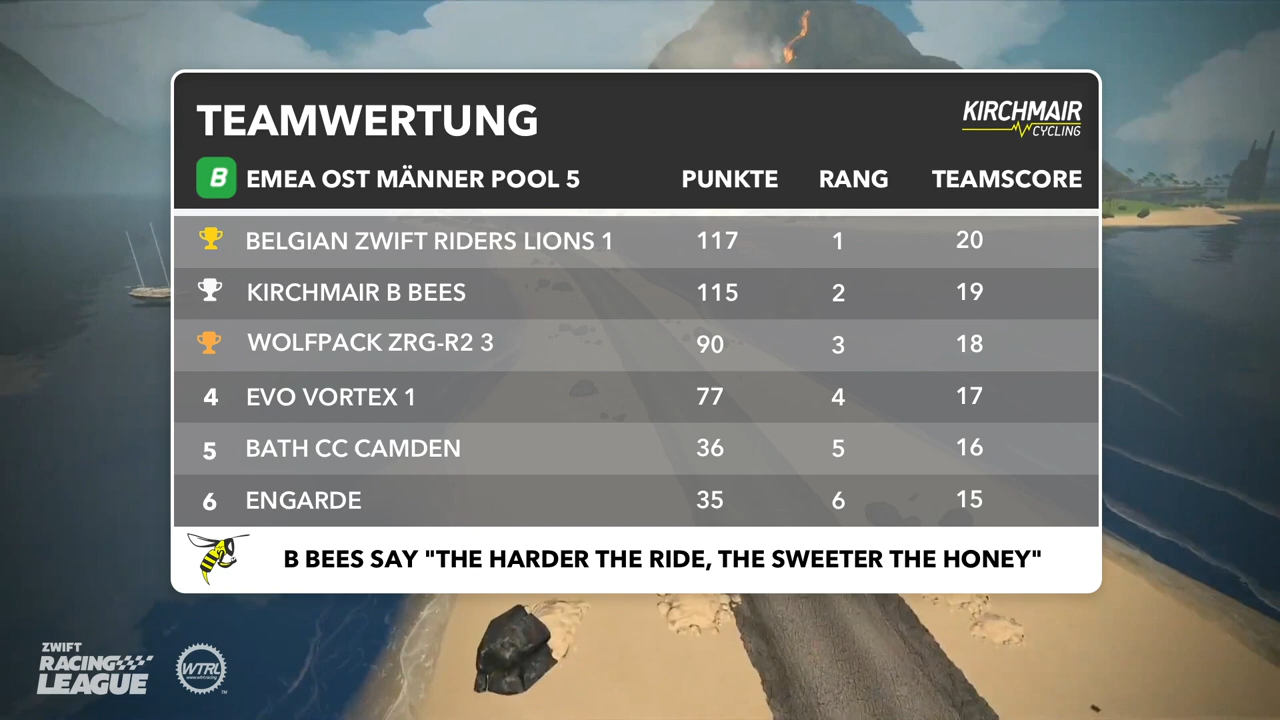 TEAMWERTUNG
KIRCHMAIR
CYCLING
B EMEA OST MÄNNER POOL 5 PUNKTE RANG TEAMSCORE
BELGIAN ZWIFT RIDERS LIONS 1 117 1 20
KIRCHMAIR B BEES 115 2 19
WOLFPACK ZRG-R2 3 90 3 18
4 EVO VORTEX 1 77 4 17
5 BATH CC CAMDEN 36 5 16
6 ENGARDE 35 6 15
B BEES SAY "THE HARDER THE RIDE, THE SWEETER THE HONEY"
ZWIFT
RACING
LEAGUE
WTRL
TM